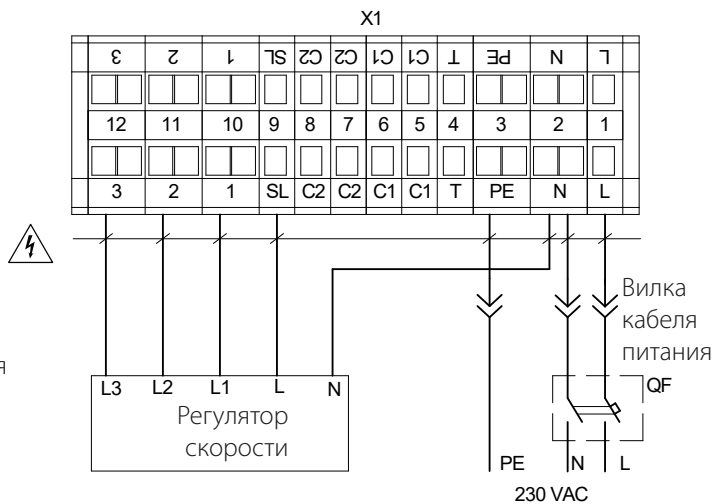 X1
3 2 1 SL C2 C2 C1 C1 T PE N L
12 11 10 9 8 7 6 5 4 3 2 1
3 2 1 SL C2 C2 C1 C1 T PE N L
Вилка
кабеля
питания
я
L3 L2 L1 L N
QF
Регулятор
скорости
PE N L
230 VAC